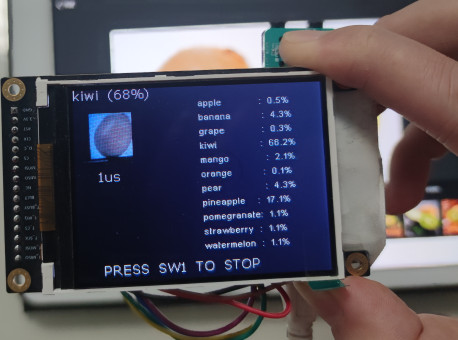 kiwi (68%)
1us
apple : 0.5%
banana : 4.3%
grape : 0.3%
kiwi : 68.2%
mango : 2.1%
orange : 0.1%
pear : 4.3%
pineapple : 17.1%
pomegranate: 1.1%
strawberry : 1.1%
watermelon : 1.1%
PRESS SW1 TO STOP